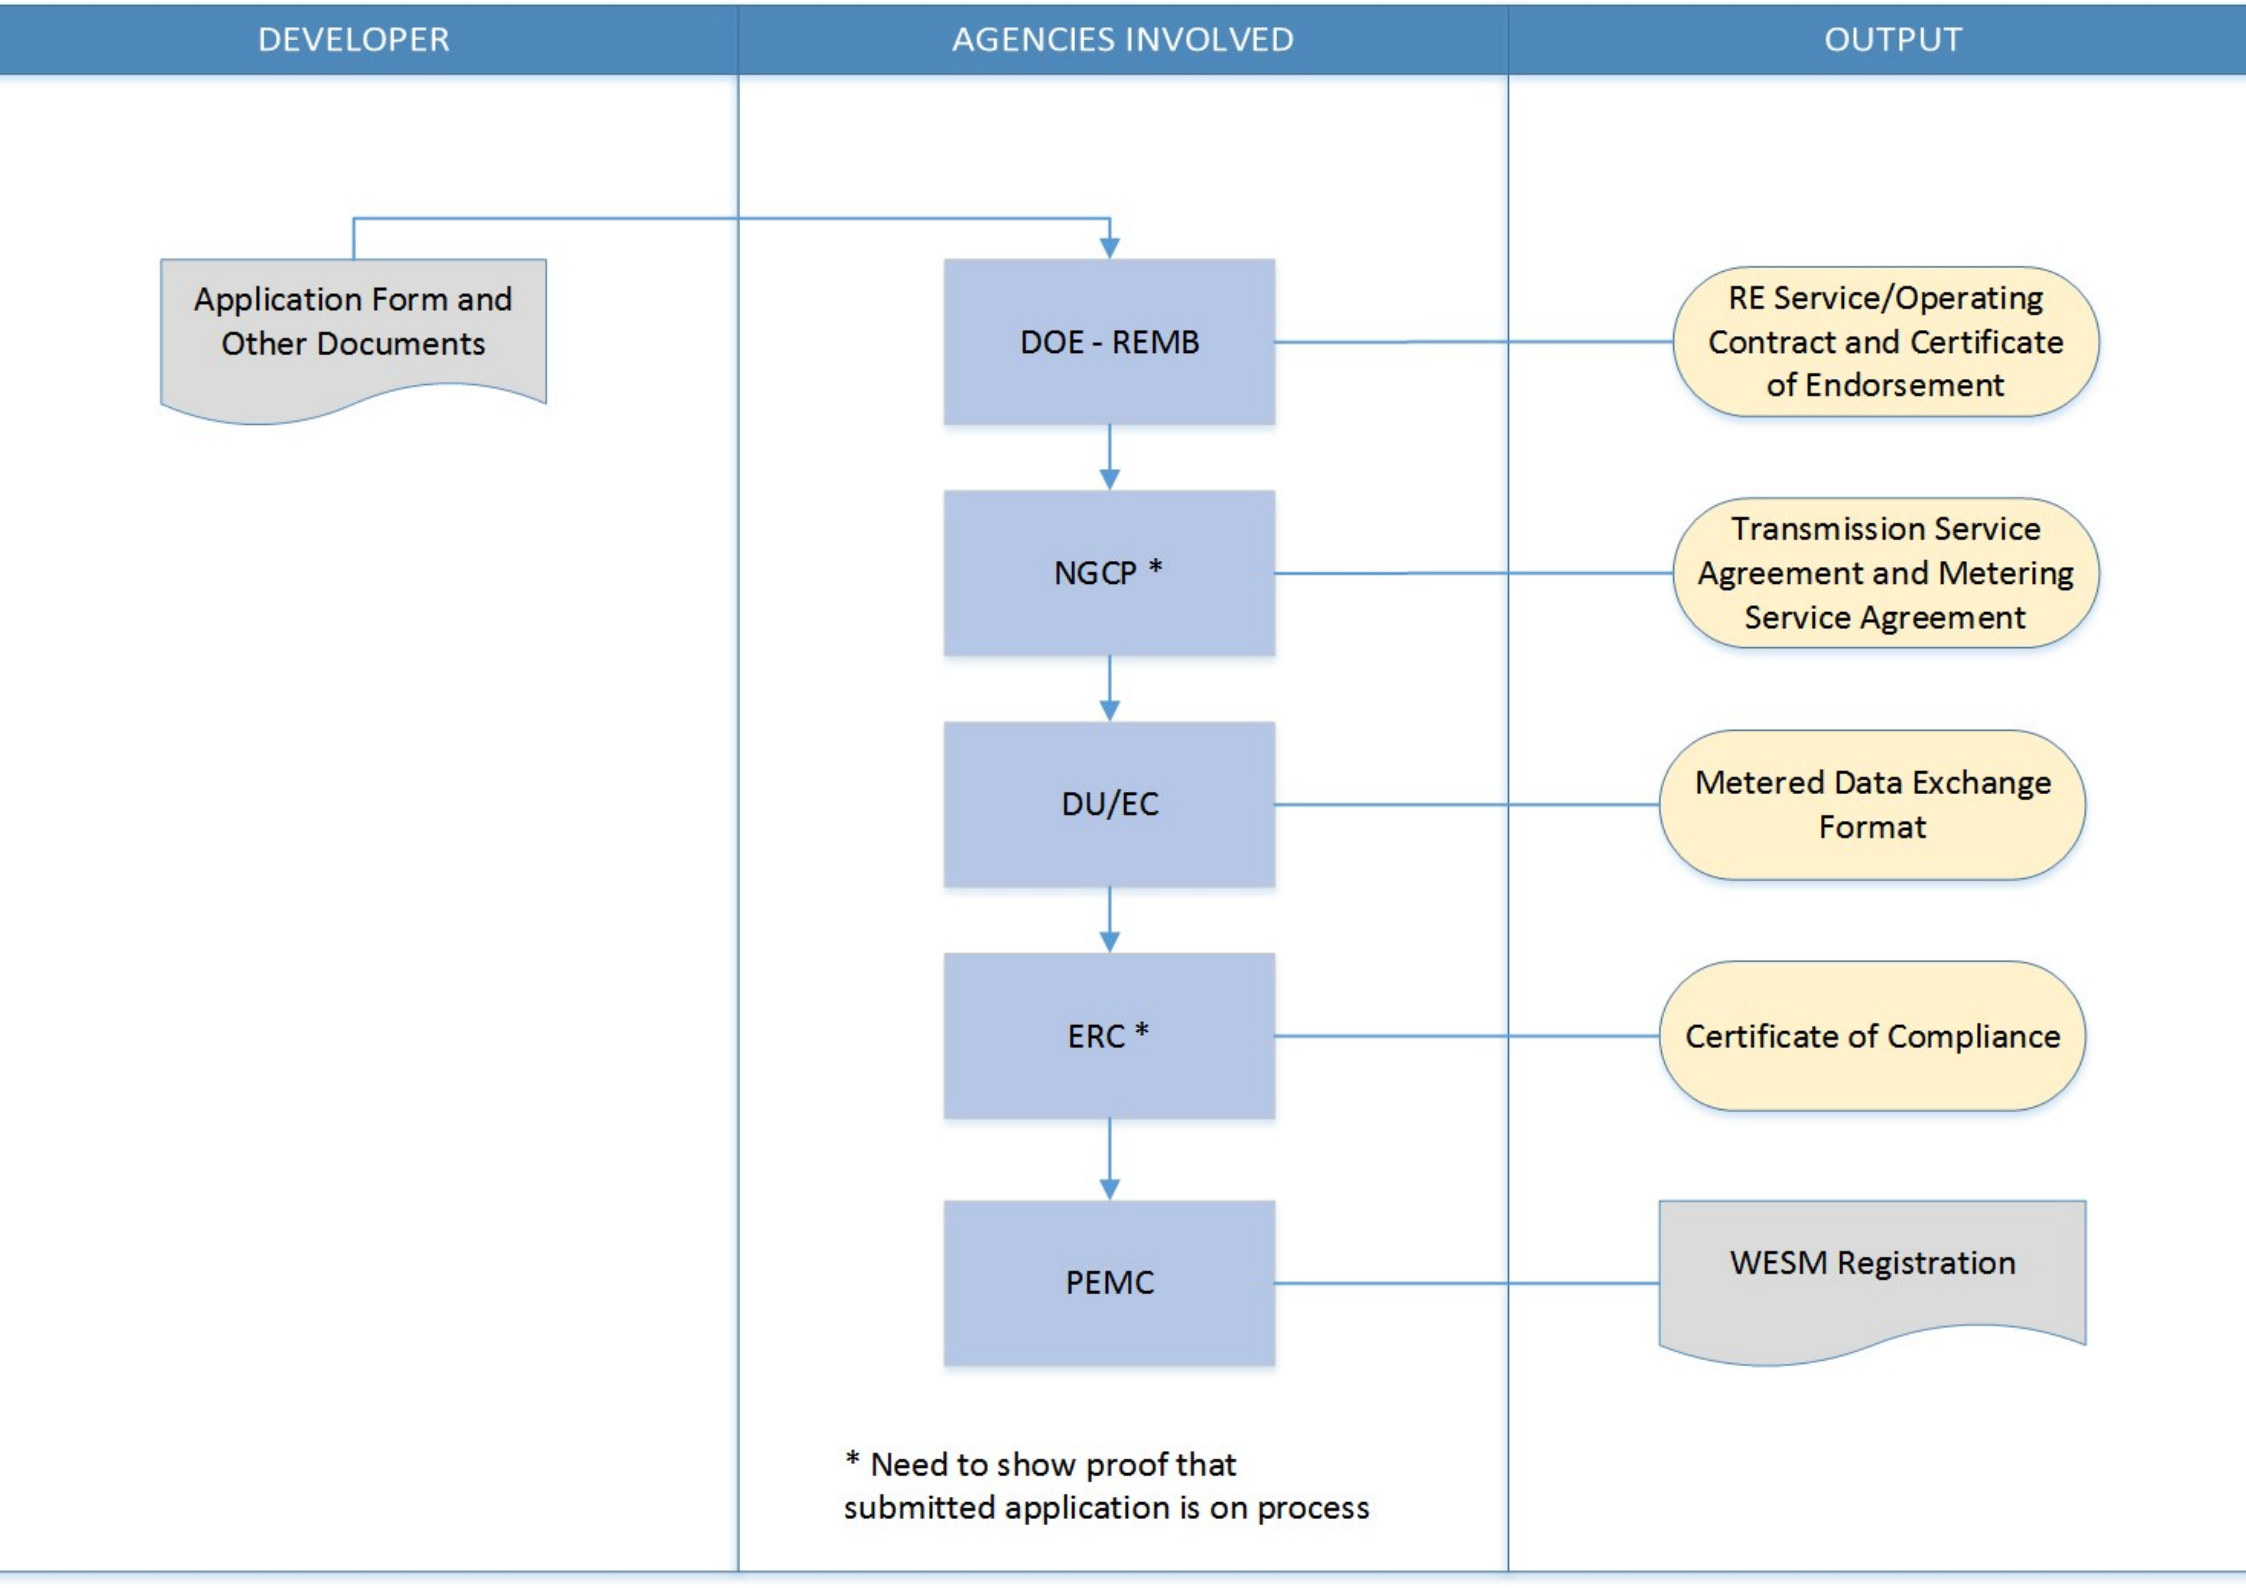 DEVELOPER
AGENCIES INVOLVED
OUTPUT
Application Form and
Other Documents
DOE - REMB
RE Service/Operating
Contract and Certificate
of Endorsement
NGCP *
Transmission Service
Agreement and Metering
Service Agreement
DU/EC
Metered Data Exchange
Format
ERC *
Certificate of Compliance
PEMC
WESM Registration
* Need to show proof that
submitted application is on process